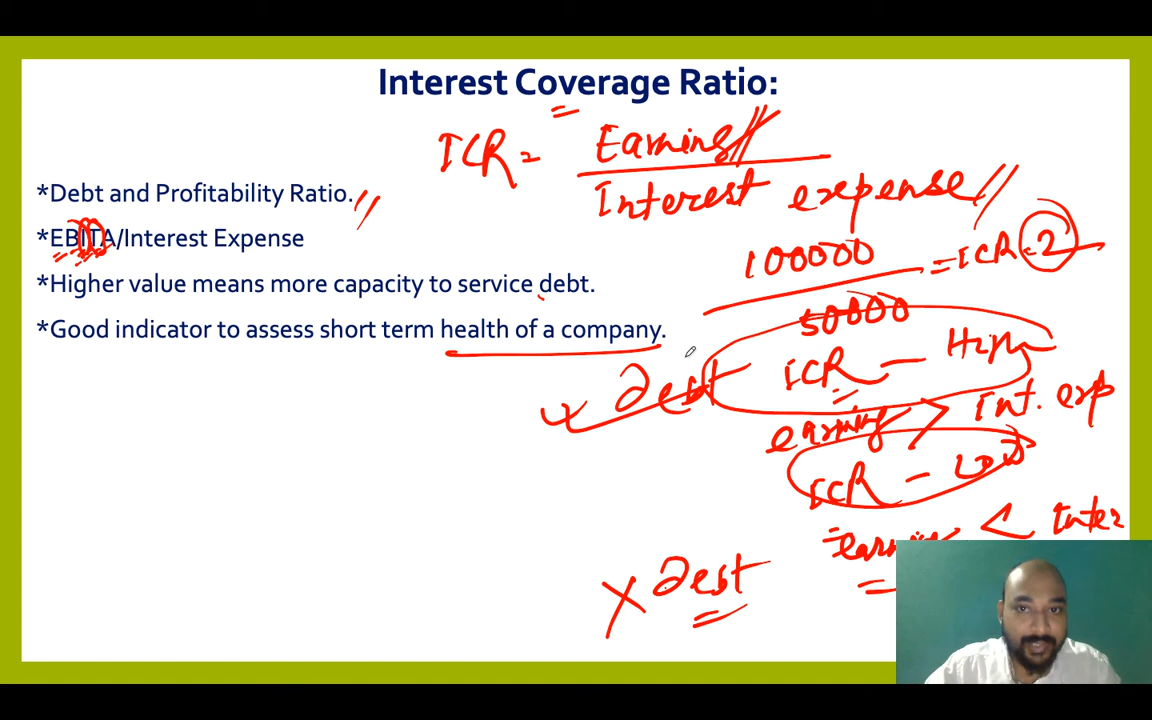 Interest Coverage Ratio:
ICR = Earning
Interest expense
*Debt and Profitability Ratio.
*EBITA/Interest Expense
100000
= ICR = 2
50000
*Higher value means more capacity to service debt.
*Good indicator to assess short term health of a company.
ICR - High
Debt
earning > Int. exp
ICR - Low
earning < Inter
X Debt